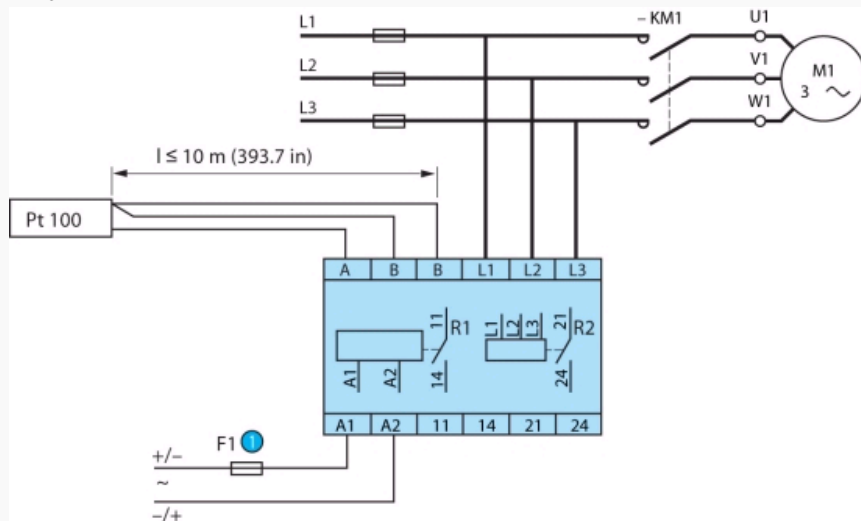 L1 – KM1 U1
L2 V1 M1
3 ~
L3 W1
l ≤ 10 m (393.7 in)
Pt 100
A B B L1 L2 L3
11 R1 L1 L2 L3 21 R2
A1 A2 14 24
A1 A2 11 14 21 24
F1 1
+/–
~
–/+